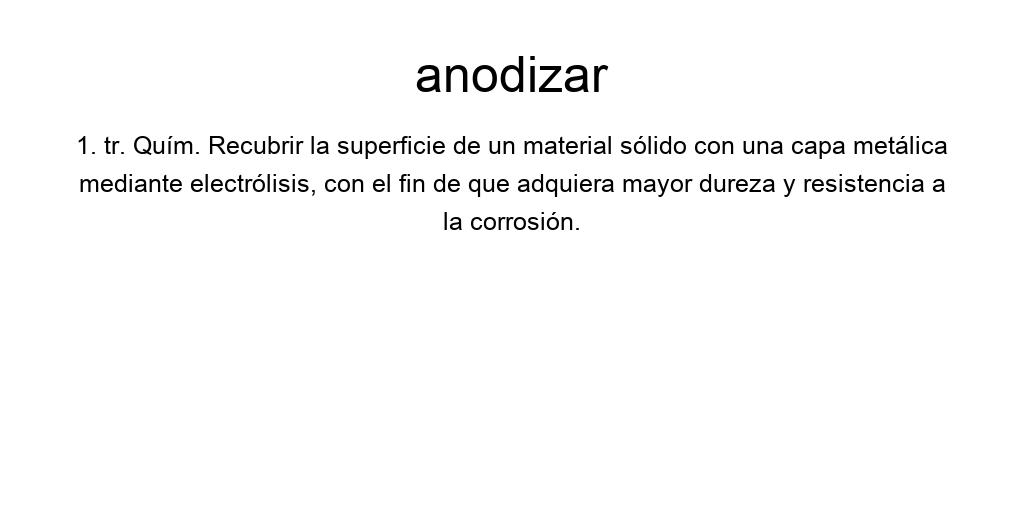 anodizar
1. tr. Quím. Recubrir la superficie de un material sólido con una capa metálica
mediante electrólisis, con el fin de que adquiera mayor dureza y resistencia a
la corrosión.